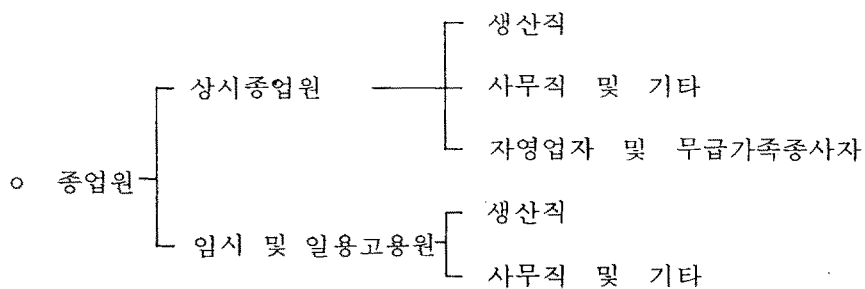 생산직
상시종업원 사무직 및 기타
자영업자 및 무급가족종사자
o 종업원
생산직
임시 및 일용고용원
사무직 및 기타